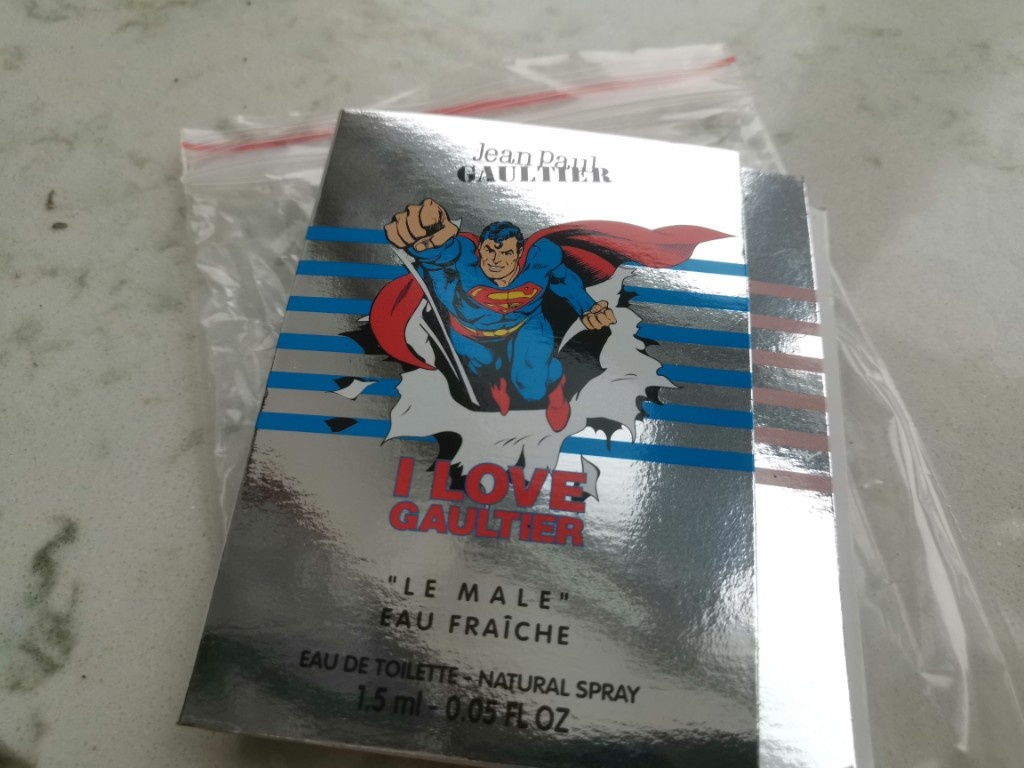 Jean Paul
GAULTIER
I LOVE
GAULTIER
"LE MALE"
EAU FRAÎCHE
EAU DE TOILETTE - NATURAL SPRAY
1.5 ml - 0.05 FL OZ